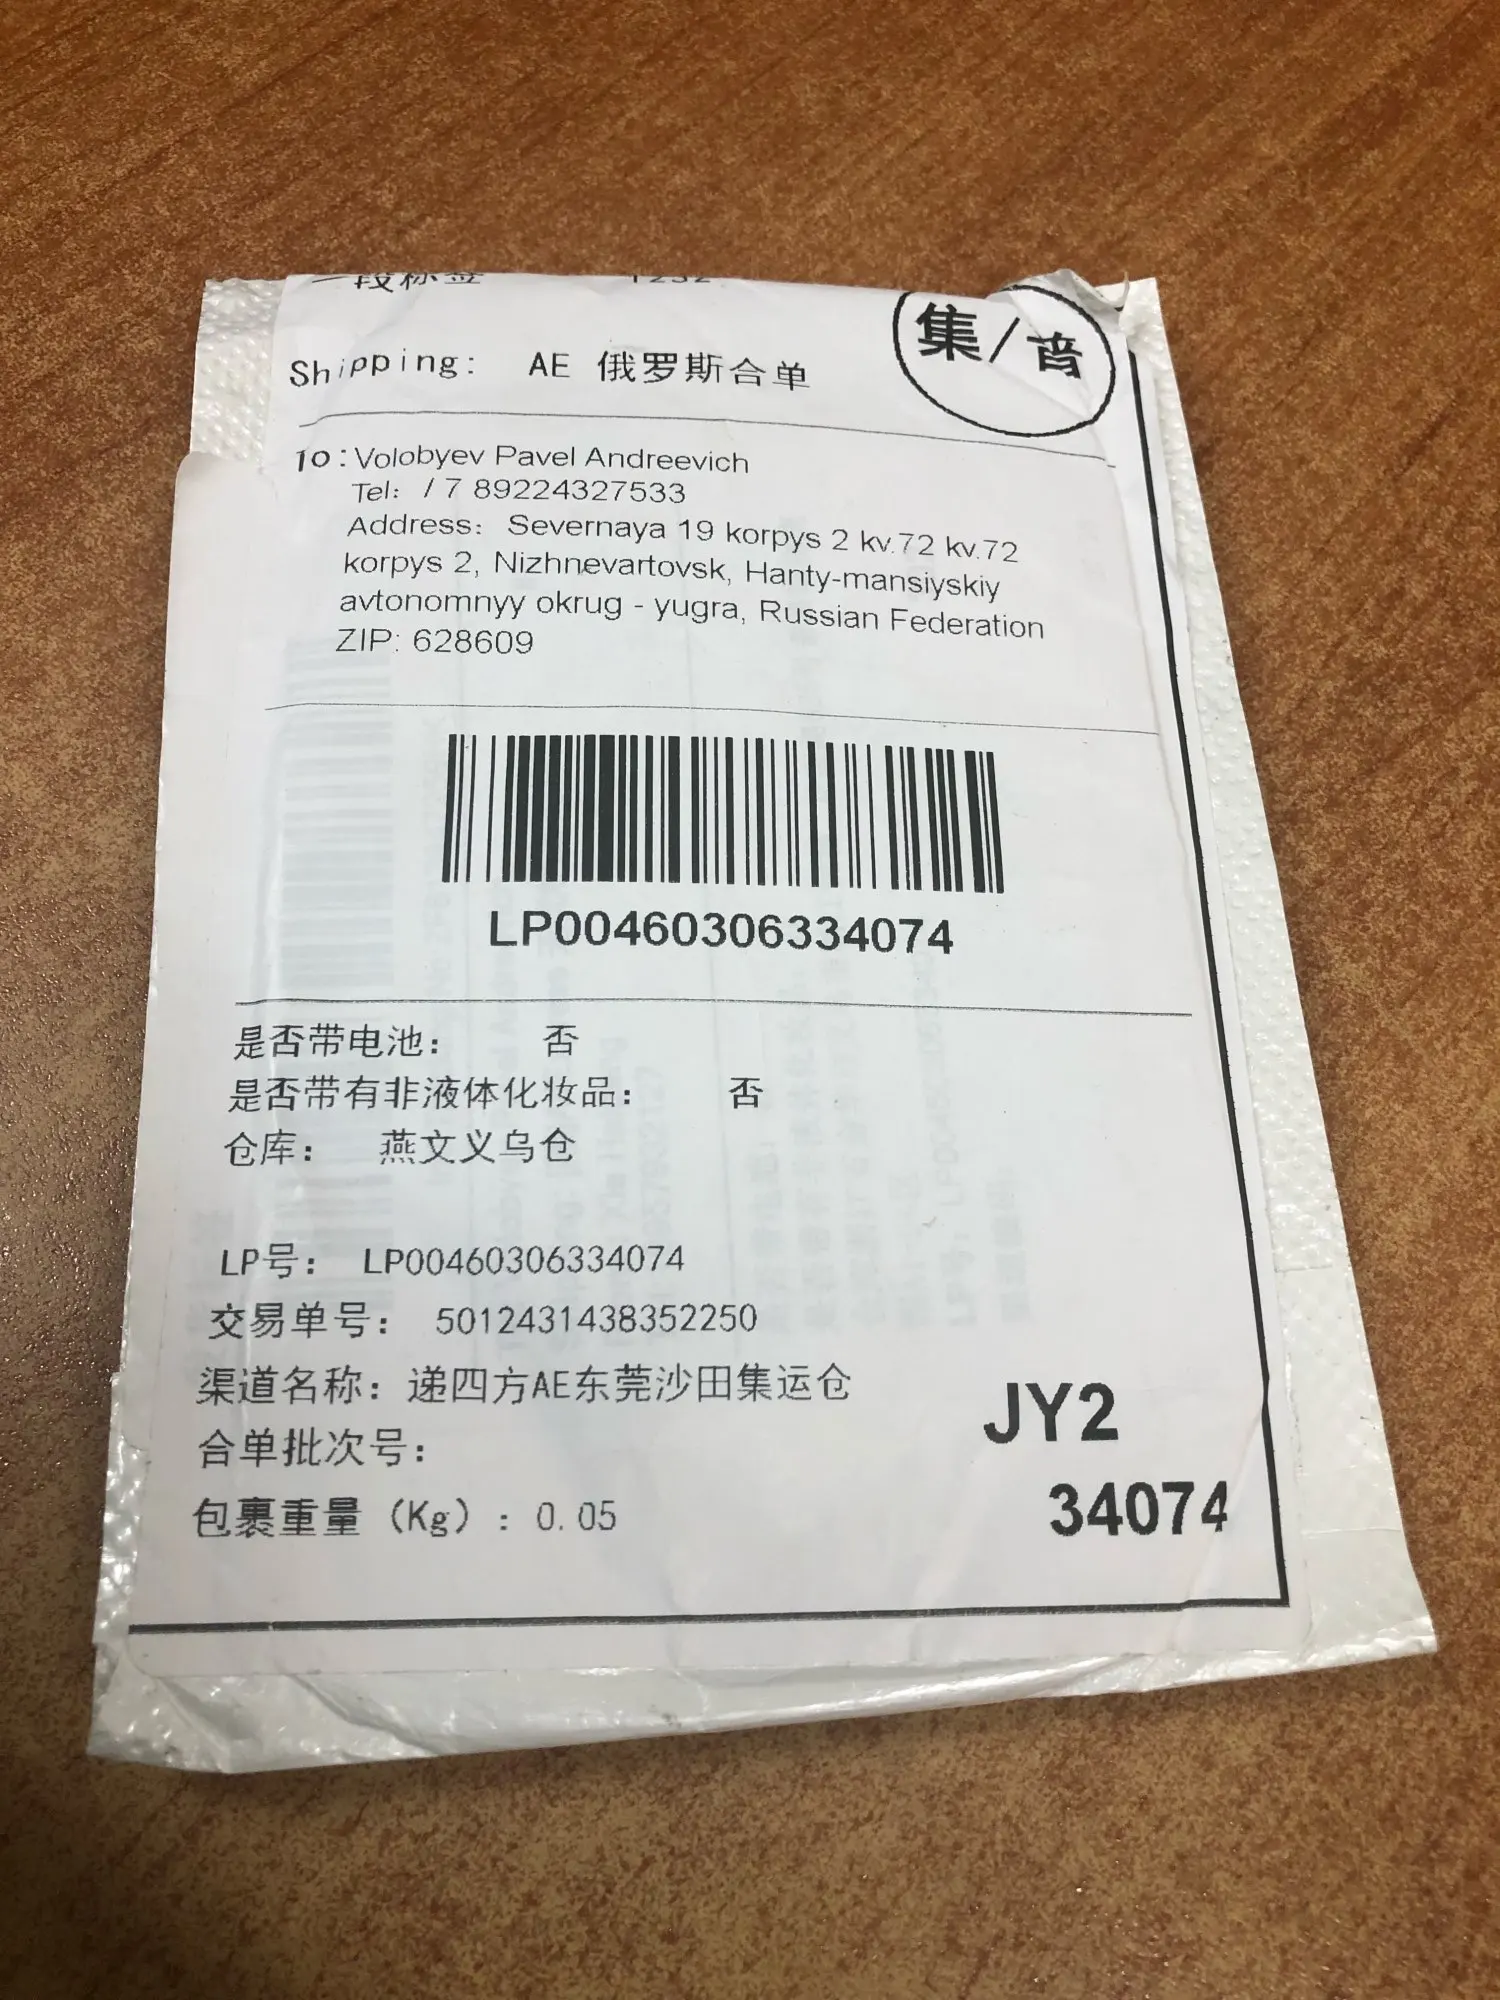 Shipping: AE 俄罗斯合单
集/音
To: Volobyev Pavel Andreevich
Tel: / 7 89224327533
Address: Severnaya 19 korpys 2 kv.72 kv.72
korpys 2, Nizhnevartovsk, Hanty-mansiyskiy
avtonomnyy okrug - yugra, Russian Federation
ZIP: 628609
LP00460306334074
是否带电池： 否
是否带有非液体化妆品： 否
仓库： 燕文义乌仓
LP号： LP00460306334074
交易单号： 5012431438352250
渠道名称：递四方AE东莞沙田集运仓
合单批次号：
包裹重量（Kg）：0.05
JY2
34074